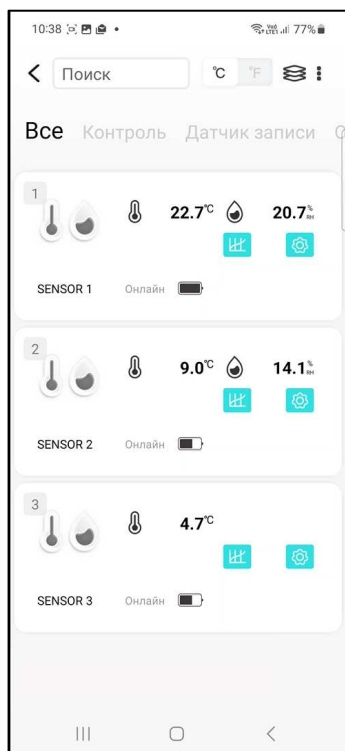 10:38 77%
Поиск °C °F
Все Контроль Датчик записи
1
22.7°C 20.7% RH
SENSOR 1 Онлайн
2
9.0°C 14.1% RH
SENSOR 2 Онлайн
3
4.7°C
SENSOR 3 Онлайн